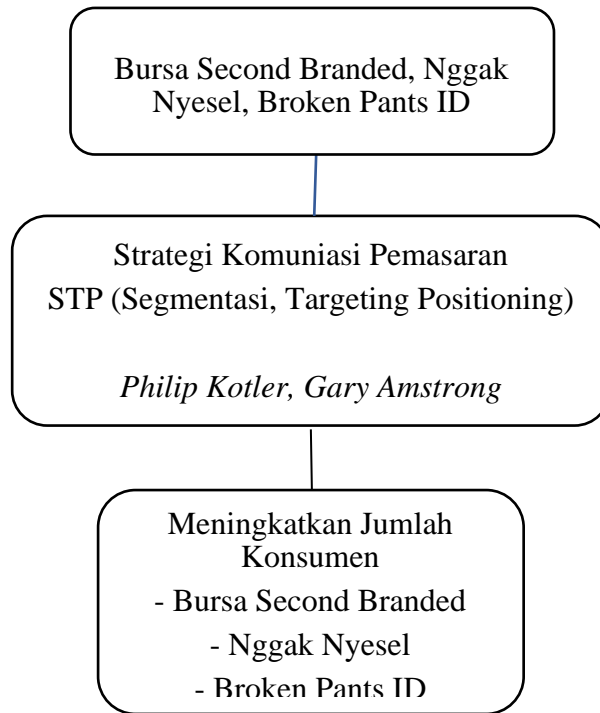 Bursa Second Branded, Nggak
Nyesel, Broken Pants ID
Strategi Komuniasi Pemasaran
STP (Segmentasi, Targeting Positioning)
Philip Kotler, Gary Amstrong
Meningkatkan Jumlah
Konsumen
- Bursa Second Branded
- Nggak Nyesel
- Broken Pants ID